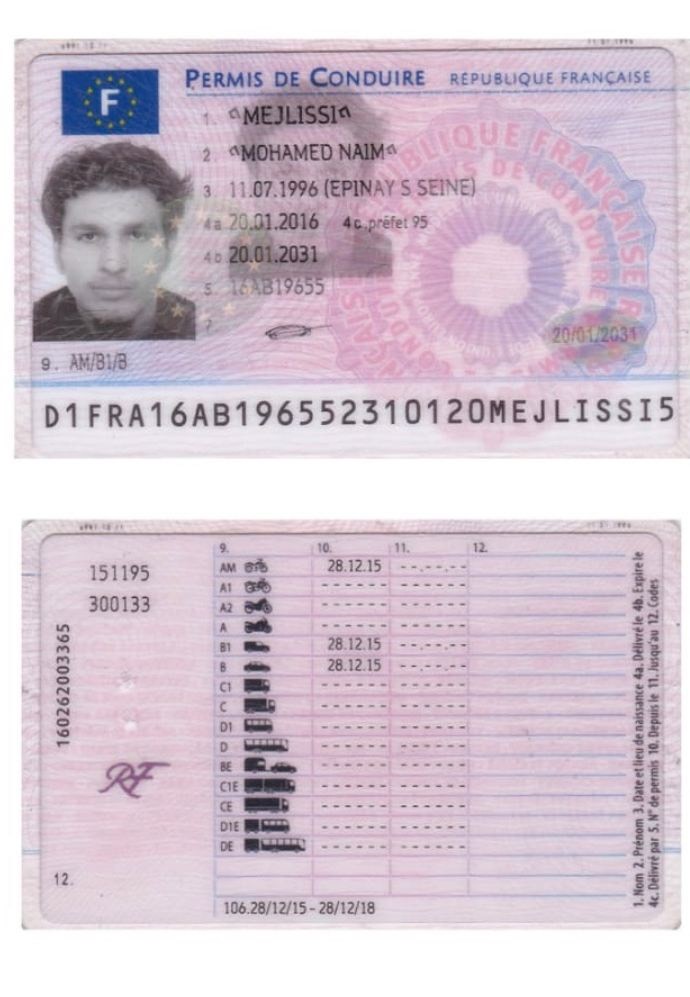 F PERMIS DE CONDUIRE RÉPUBLIQUE FRANÇAISE
1. MEJLISSI
2 MOHAMED NAIM
3 11.07.1996 (EPINAY S SEINE)
4a 20.01.2016 4c.préfet 95
4b 20.01.2031
5 16AB19655
7
20/01/2031
9. AM/B1/B
D1FRA16AB196552310120MEJLISSI5
151195
300133
160262003365
RF
12.
9. 10. 11. 12.
AM 28.12.15 --.--.--
A1
A2
A
B1 28.12.15 --.--.--
B 28.12.15 --.--.--
C1
C
D1
D
BE
C1E
CE
D1E
DE
106.28/12/15 - 28/12/18
1. Nom 2. Prénom 3. Date et lieu de naissance 4a. Délivré le 4b. Expire le
4c. Délivré par 5. N° de permis 10. Depuis le 11. Jusqu'au 12. Codes